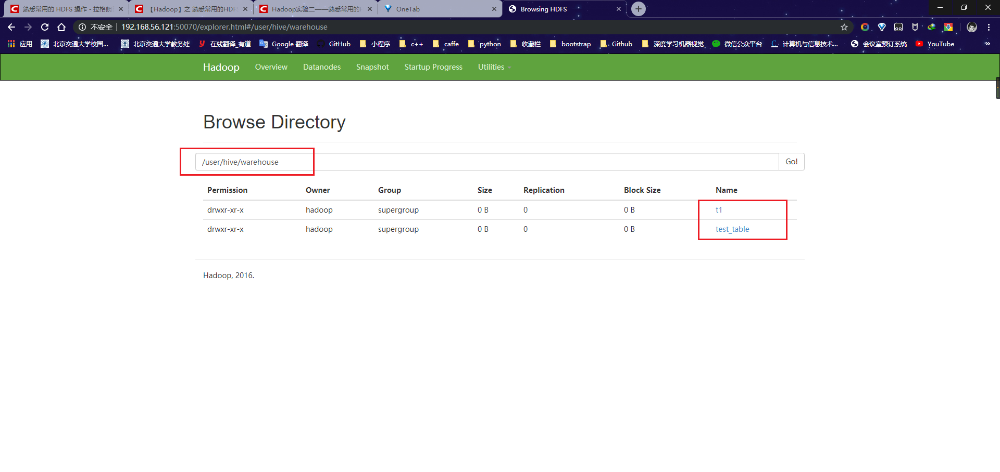 熟悉常用的 HDFS 操作 - 拉格朗
【Hadoop】之 熟悉常用的HDFS
Hadoop实验二——熟悉常用的H
OneTab
Browsing HDFS
不安全
192.168.56.121:50070/explorer.html#/user/hive/warehouse
应用
北京交通大学校园...
北京交通大学教务处
在线翻译_有道
Google 翻译
GitHub
小程序
c++
caffe
python
收藏栏
bootstrap
Github
深度学习机器视觉
微信公众平台
计算机与信息技术...
会议室预订系统
YouTube
»
Hadoop
Overview
Datanodes
Snapshot
Startup Progress
Utilities
Browse Directory
/user/hive/warehouse
Go!
Permission Owner Group Size Replication Block Size Name
drwxr-xr-x hadoop supergroup 0 B 0 0 B t1
drwxr-xr-x hadoop supergroup 0 B 0 0 B test_table
Hadoop, 2016.